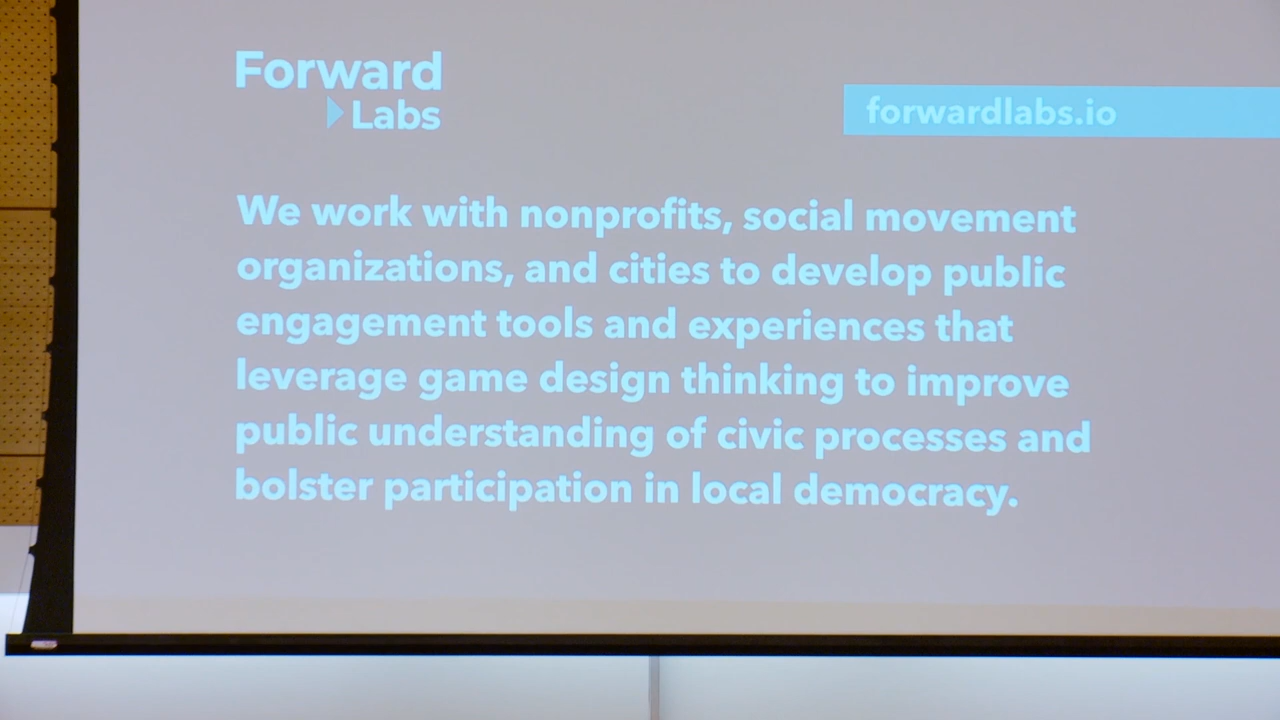 Forward
Labs
forwardlabs.io
We work with nonprofits, social movement
organizations, and cities to develop public
engagement tools and experiences that
leverage game design thinking to improve
public understanding of civic processes and
bolster participation in local democracy.